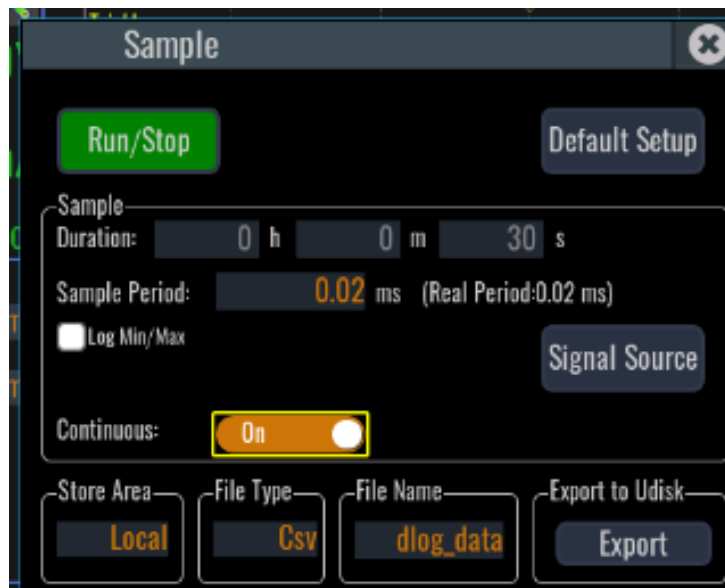 Sample
Run/Stop
Default Setup
Sample
Duration: 0 h 0 m 30 s
Sample Period: 0.02 ms (Real Period:0.02 ms)
Log Min/Max
Signal Source
Continuous: On
Store Area File Type File Name Export to Udisk
Local Csv dlog_data Export